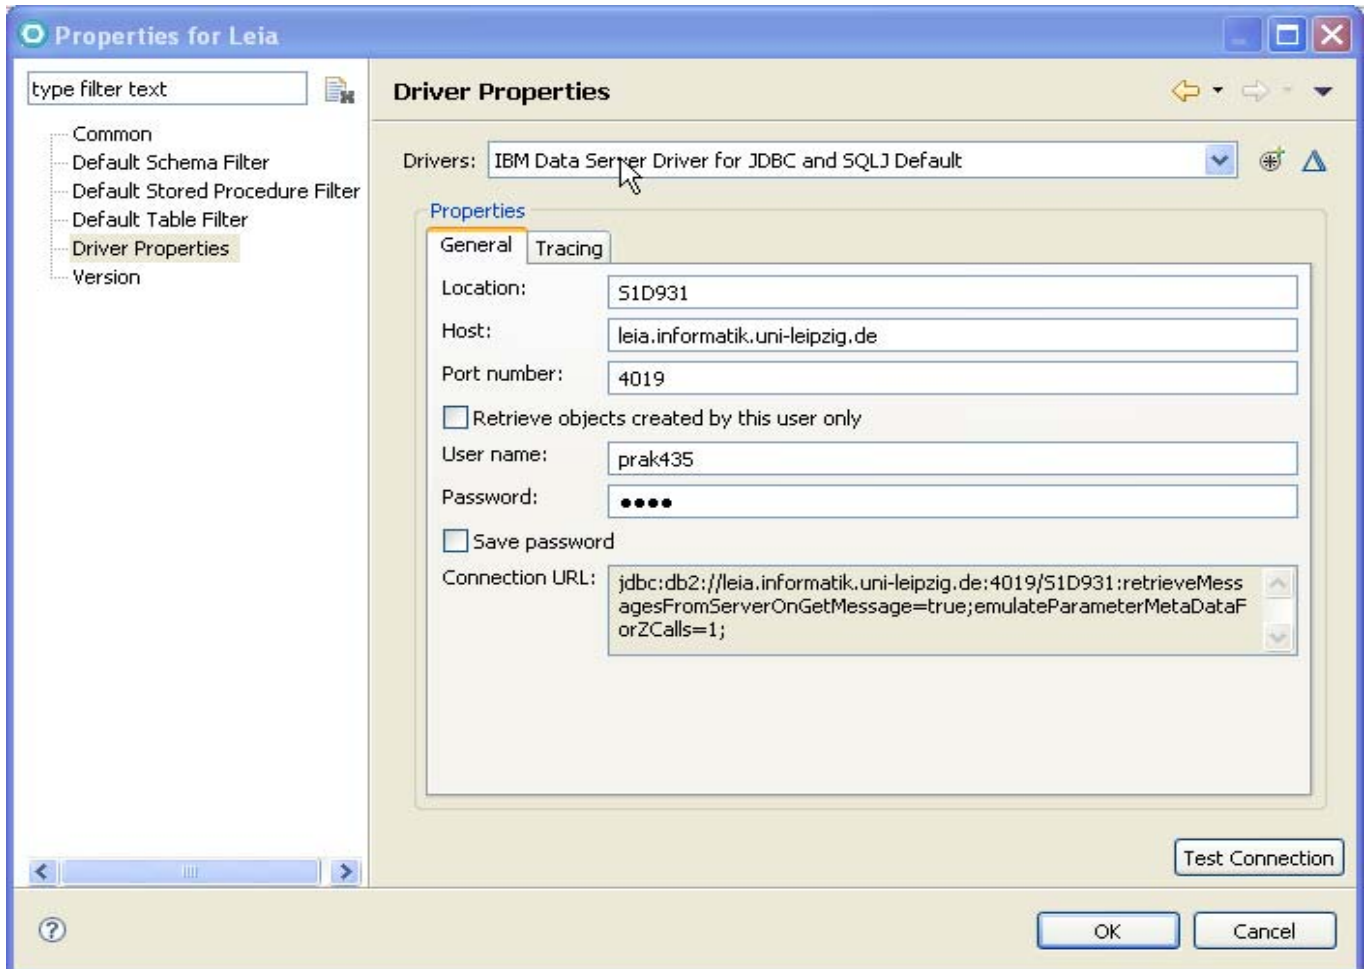 Properties for Leia
type filter text
Common
Default Schema Filter
Default Stored Procedure Filter
Default Table Filter
Driver Properties
Version
Driver Properties
Drivers: IBM Data Server Driver for JDBC and SQLJ Default
Properties
General Tracing
Location: S1D931
Host: leia.informatik.uni-leipzig.de
Port number: 4019
Retrieve objects created by this user only
User name: prak435
Password: ••••
Save password
Connection URL: jdbc:db2://leia.informatik.uni-leipzig.de:4019/S1D931:retrieveMess
agesFromServerOnGetMessage=true;emulateParameterMetaDataF
orZCalls=1;
Test Connection
OK Cancel